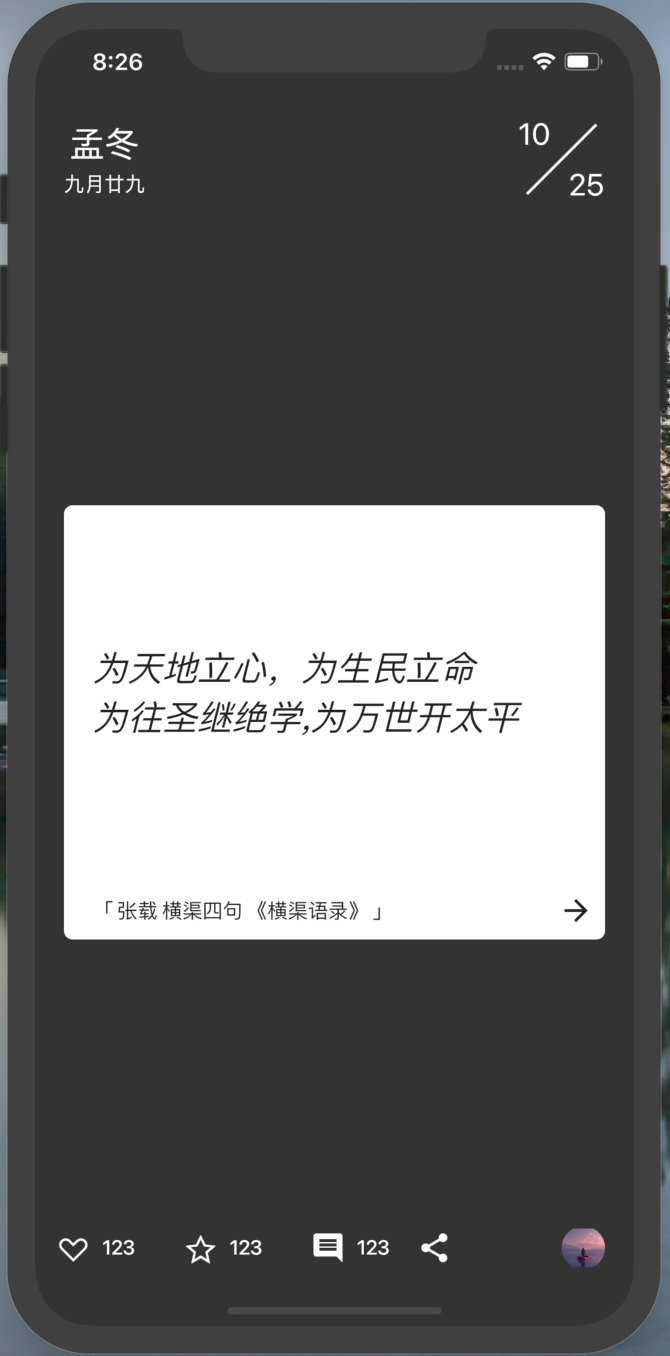 8:26
孟冬
九月廿九
10
25
为天地立心，为生民立命
为往圣继绝学,为万世开太平
「 张载 横渠四句 《横渠语录》 」
123
123
123